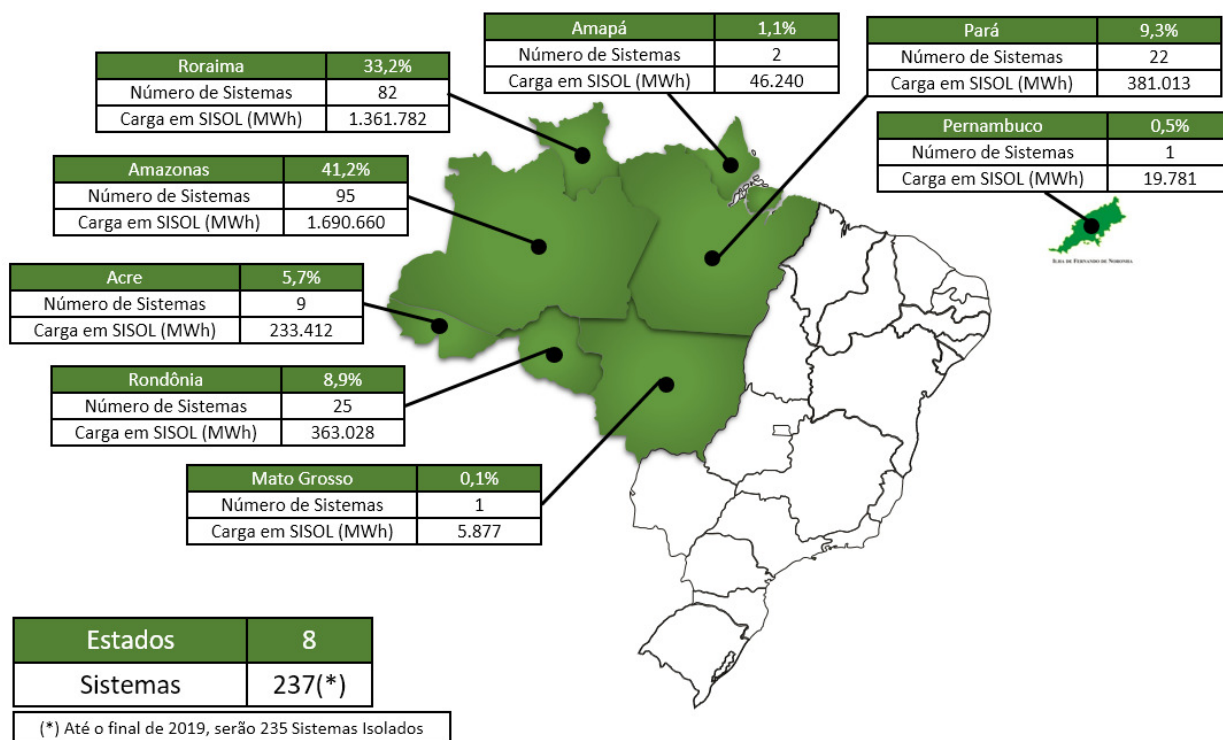 Amapá 1,1%
Número de Sistemas 2
Carga em SISOL (MWh) 46.240
Pará 9,3%
Número de Sistemas 22
Carga em SISOL (MWh) 381.013
Roraima 33,2%
Número de Sistemas 82
Carga em SISOL (MWh) 1.361.782
Pernambuco 0,5%
Número de Sistemas 1
Carga em SISOL (MWh) 19.781
ILHA DE FERNANDO DE NORONHA
Amazonas 41,2%
Número de Sistemas 95
Carga em SISOL (MWh) 1.690.660
Acre 5,7%
Número de Sistemas 9
Carga em SISOL (MWh) 233.412
Rondônia 8,9%
Número de Sistemas 25
Carga em SISOL (MWh) 363.028
Mato Grosso 0,1%
Número de Sistemas 1
Carga em SISOL (MWh) 5.877
Estados 8
Sistemas 237(*)
(*) Até o final de 2019, serão 235 Sistemas Isolados